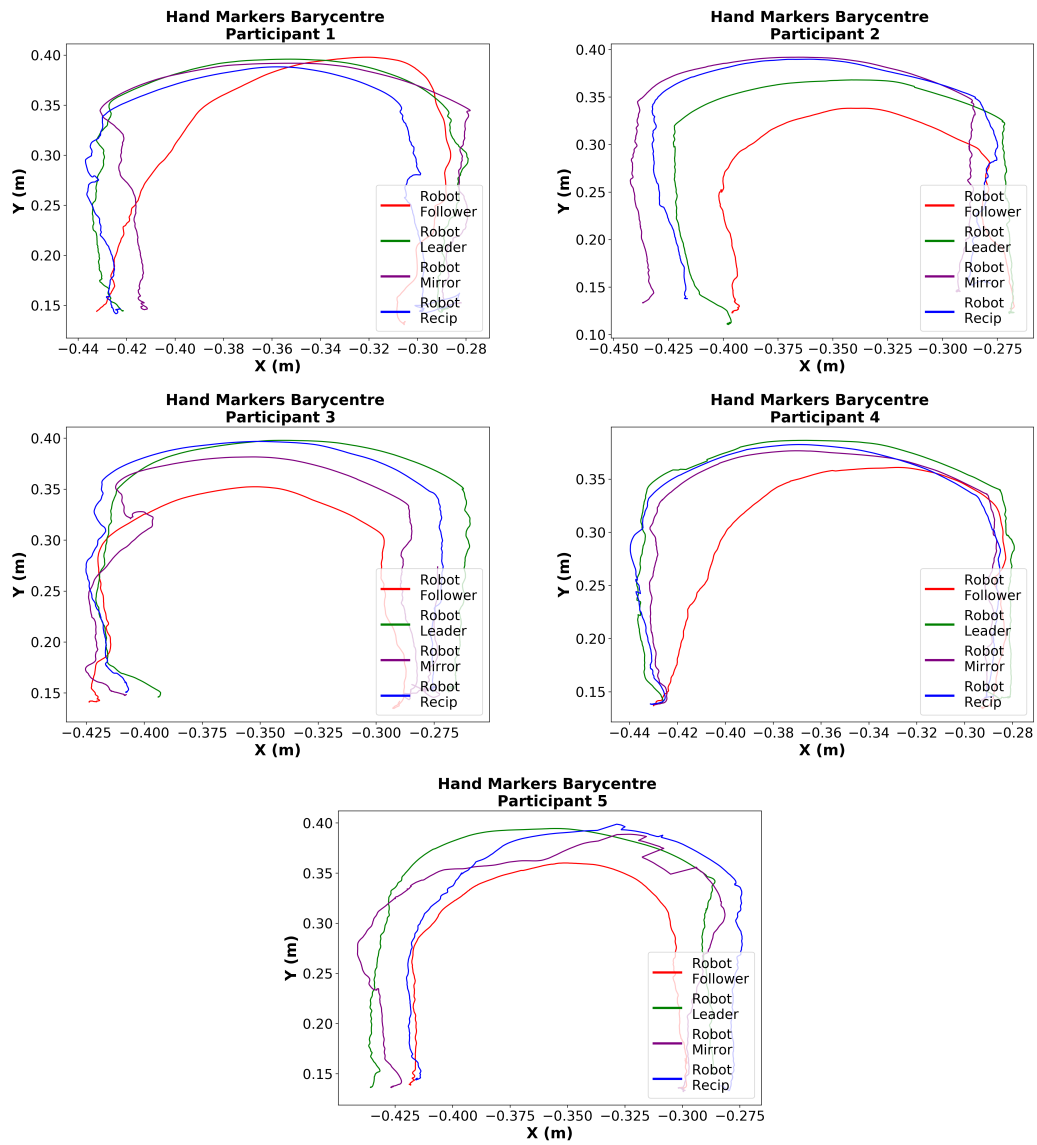 Hand Markers Barycentre
Participant 1
0.40
0.35
0.30
0.25
0.20
0.15
Y (m)
−0.44 −0.42 −0.40 −0.38 −0.36 −0.34 −0.32 −0.30 −0.28
X (m)
Robot
Follower
Robot
Leader
Robot
Mirror
Robot
Recip
Hand Markers Barycentre
Participant 2
0.40
0.35
0.30
0.25
0.20
0.15
0.10
Y (m)
−0.450 −0.425 −0.400 −0.375 −0.350 −0.325 −0.300 −0.275
X (m)
Robot
Follower
Robot
Leader
Robot
Mirror
Robot
Recip
Hand Markers Barycentre
Participant 3
0.40
0.35
0.30
0.25
0.20
0.15
Y (m)
−0.425 −0.400 −0.375 −0.350 −0.325 −0.300 −0.275
X (m)
Robot
Follower
Robot
Leader
Robot
Mirror
Robot
Recip
Hand Markers Barycentre
Participant 4
0.35
0.30
0.25
0.20
0.15
Y (m)
−0.44 −0.42 −0.40 −0.38 −0.36 −0.34 −0.32 −0.30 −0.28
X (m)
Robot
Follower
Robot
Leader
Robot
Mirror
Robot
Recip
Hand Markers Barycentre
Participant 5
0.40
0.35
0.30
0.25
0.20
0.15
Y (m)
−0.425 −0.400 −0.375 −0.350 −0.325 −0.300 −0.275
X (m)
Robot
Follower
Robot
Leader
Robot
Mirror
Robot
Recip